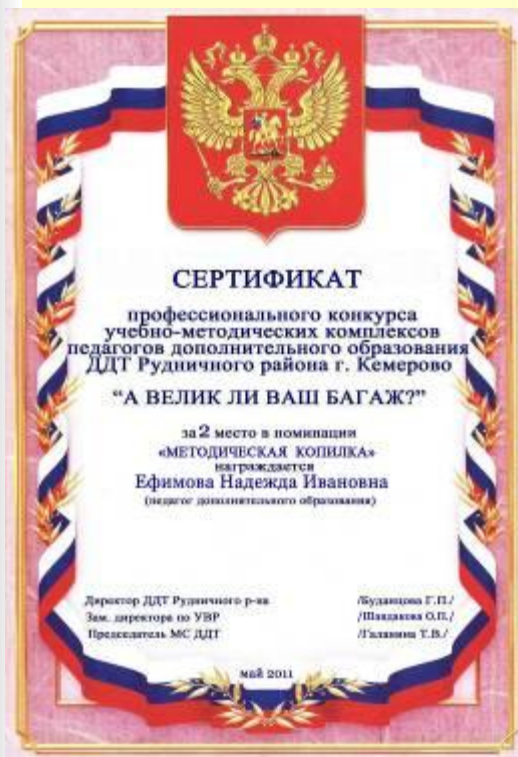 СЕРТИФИКАТ
профессионального конкурса
учебно-методических комплексов
педагогов дополнительного образования
ДДТ Рудничного района г. Кемерово
“А ВЕЛИК ЛИ ВАШ БАГАЖ?”
за 2 место в номинации
«МЕТОДИЧЕСКАЯ КОПИЛКА»
награждается
Ефимова Надежда Ивановна
(педагог дополнительного образования)
Директор ДДТ Рудничного р-на /Буданцова Г.П./
Зам. директора по УВР О.П./
Председатель МС ДДТ /Галанина Т.В./
май 2011